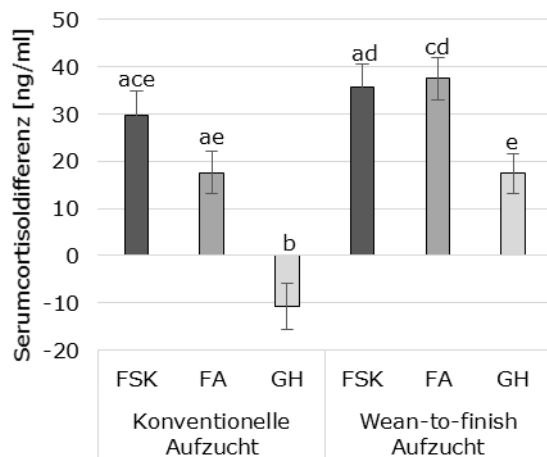 Serumcortisoldifferenz [ng/ml]
50
40
30
20
10
0
-10
-20
ace
ae
b
ad
cd
e
FSK FA GH FSK FA GH
Konventionelle Aufzucht
Wean-to-finish Aufzucht